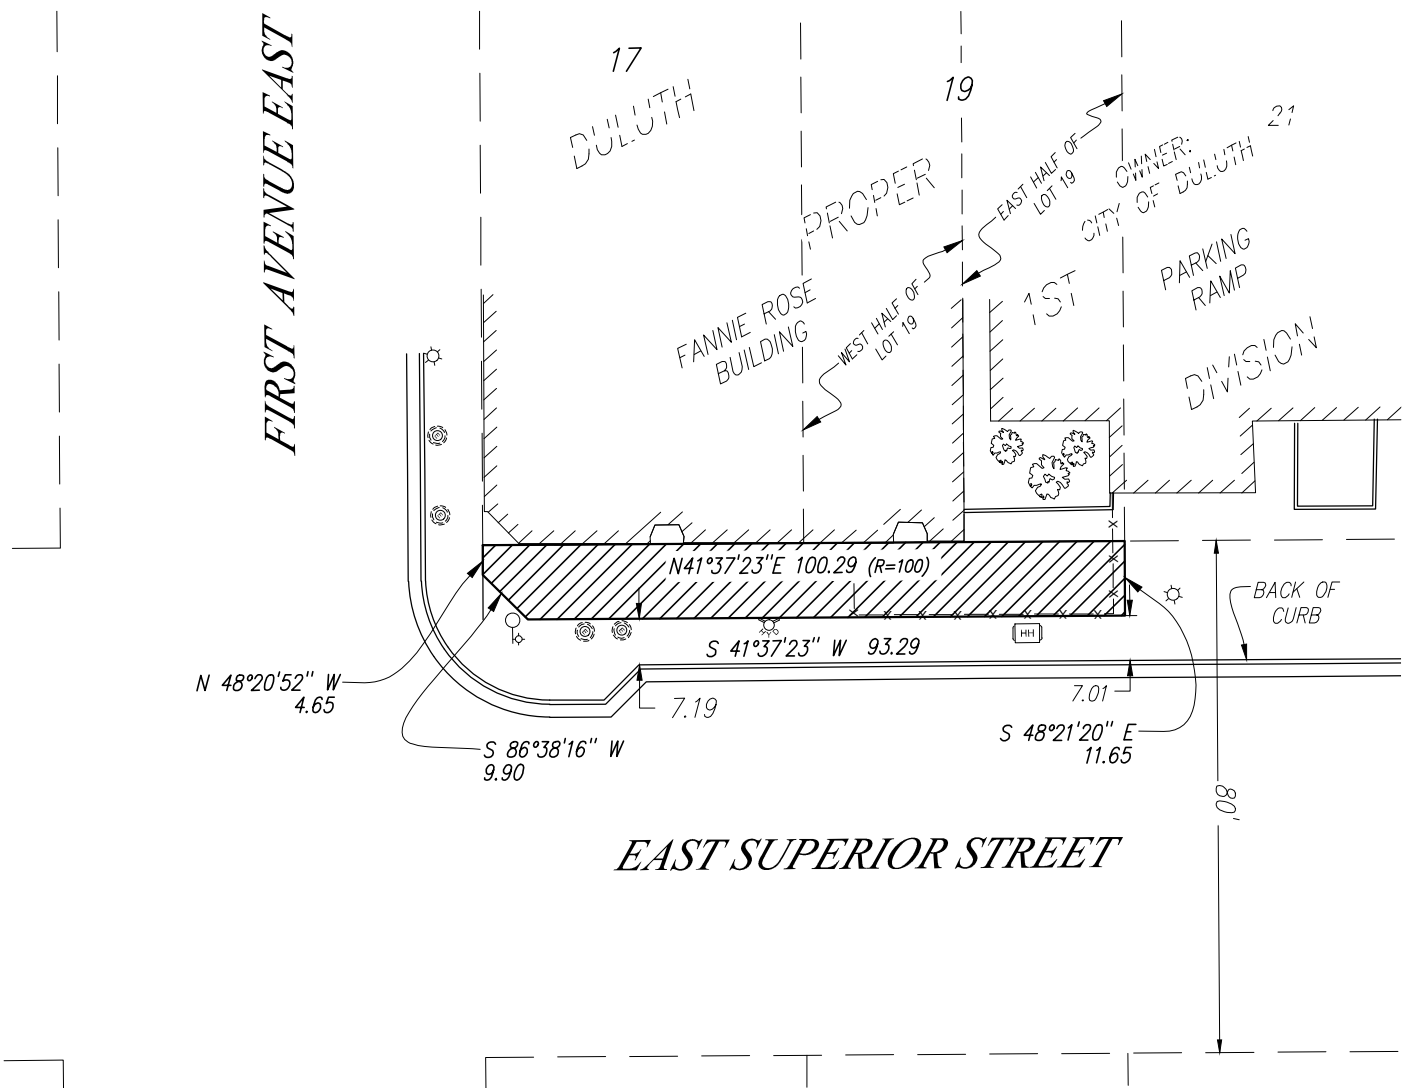 FIRST AVENUE EAST
17
DULUTH
19
PROPER
EAST HALF OF
LOT 19
21
OWNER:
CITY OF DULUTH
PARKING
RAMP
1ST
DIVISION
FANNIE ROSE
BUILDING
WEST HALF OF
LOT 19
N41°37'23"E 100.29 (R=100)
BACK OF
CURB
HH
S 41°37'23" W 93.29
N 48°20'52" W
4.65
7.19
7.01
S 86°38'16" W
9.90
S 48°21'20" E
11.65
80'
EAST SUPERIOR STREET